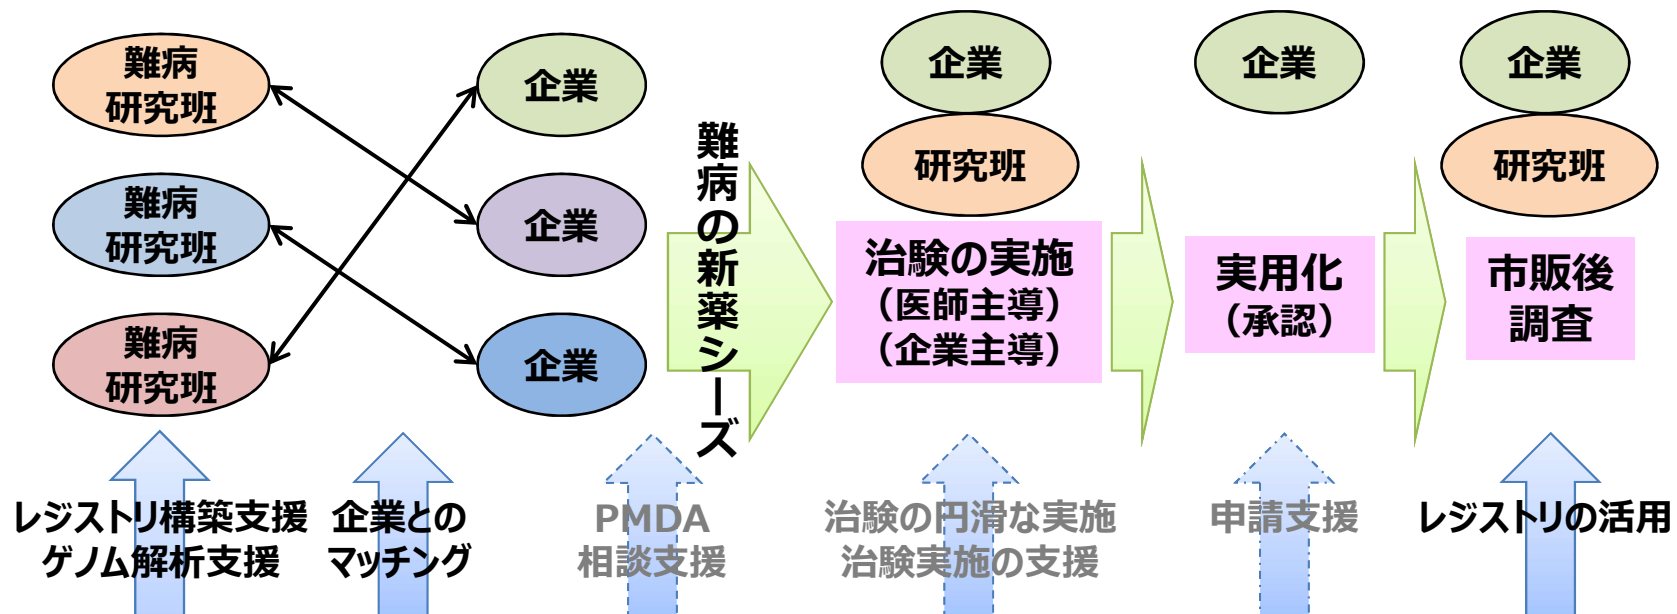 難病
研究班
企業
難病
研究班
企業
難病
研究班
企業
難病の新薬シーズ
企業
研究班
治験の実施
（医師主導）
（企業主導）
企業
実用化
（承認）
企業
研究班
市販後
調査
レジストリ構築支援
ゲノム解析支援
企業との
マッチング
PMDA
相談支援
治験の円滑な実施
治験実施の支援
申請支援
レジストリの活用